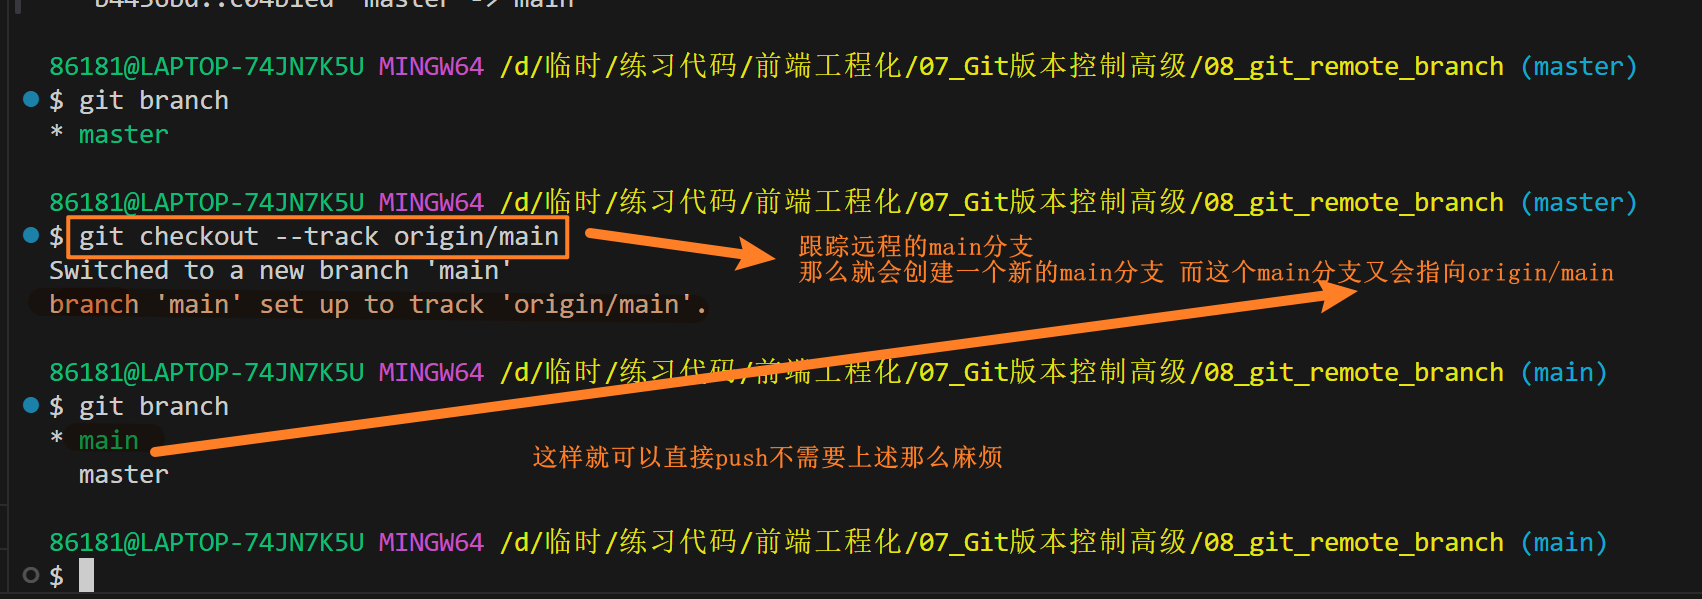 b4436bd..c04b1ed  master -> main
86181@LAPTOP-74JN7K5U MINGW64 /d/临时/练习代码/前端工程化/07_Git版本控制高级/08_git_remote_branch (master)
$ git branch
* master
86181@LAPTOP-74JN7K5U MINGW64 /d/临时/练习代码/前端工程化/07_Git版本控制高级/08_git_remote_branch (master)
$ git checkout --track origin/main
跟踪远程的main分支
那么就会创建一个新的main分支 而这个main分支又会指向origin/main
Switched to a new branch 'main'
branch 'main' set up to track 'origin/main'.
86181@LAPTOP-74JN7K5U MINGW64 /d/临时/练习代码/前端工程化/07_Git版本控制高级/08_git_remote_branch (main)
$ git branch
* main
这样就可以直接push不需要上述那么麻烦
master
86181@LAPTOP-74JN7K5U MINGW64 /d/临时/练习代码/前端工程化/07_Git版本控制高级/08_git_remote_branch (main)
$